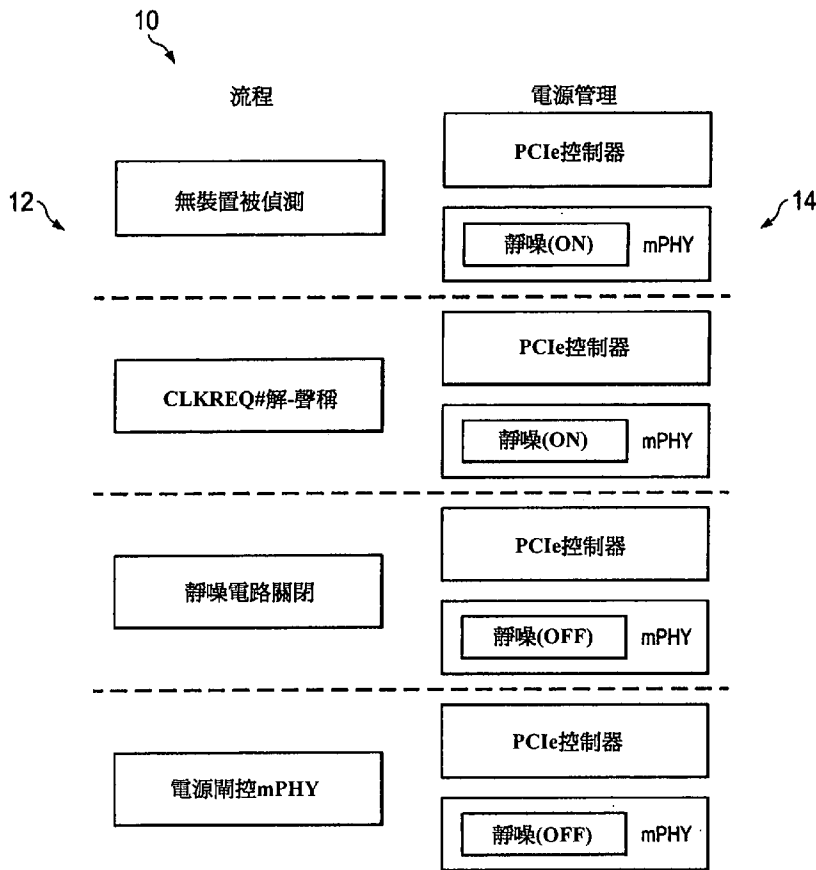 10
流程
電源管理
12
14
無裝置被偵測
PCIe控制器
靜噪(ON)
mPHY
CLKREQ#解-聲稱
PCIe控制器
靜噪(ON)
mPHY
靜噪電路關閉
PCIe控制器
靜噪(OFF)
mPHY
電源閘控mPHY
PCIe控制器
靜噪(OFF)
mPHY